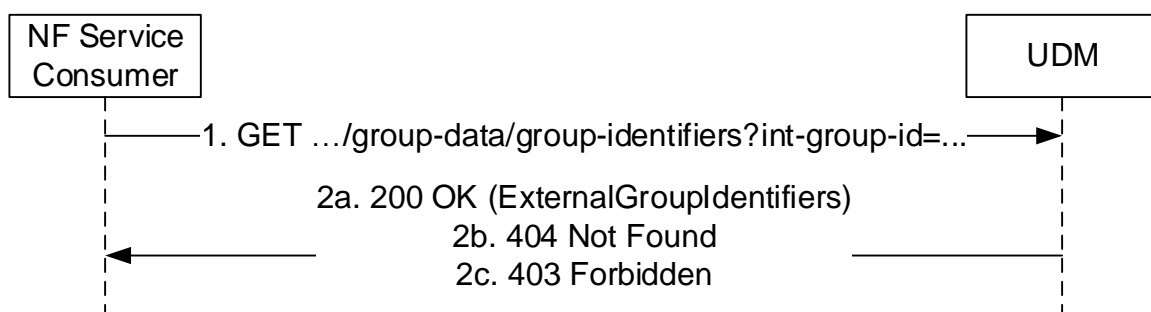 NF Service
Consumer
UDM
1. GET …/group-data/group-identifiers?int-group-id=...
2a. 200 OK (ExternalGroupIdentifiers)
2b. 404 Not Found
2c. 403 Forbidden